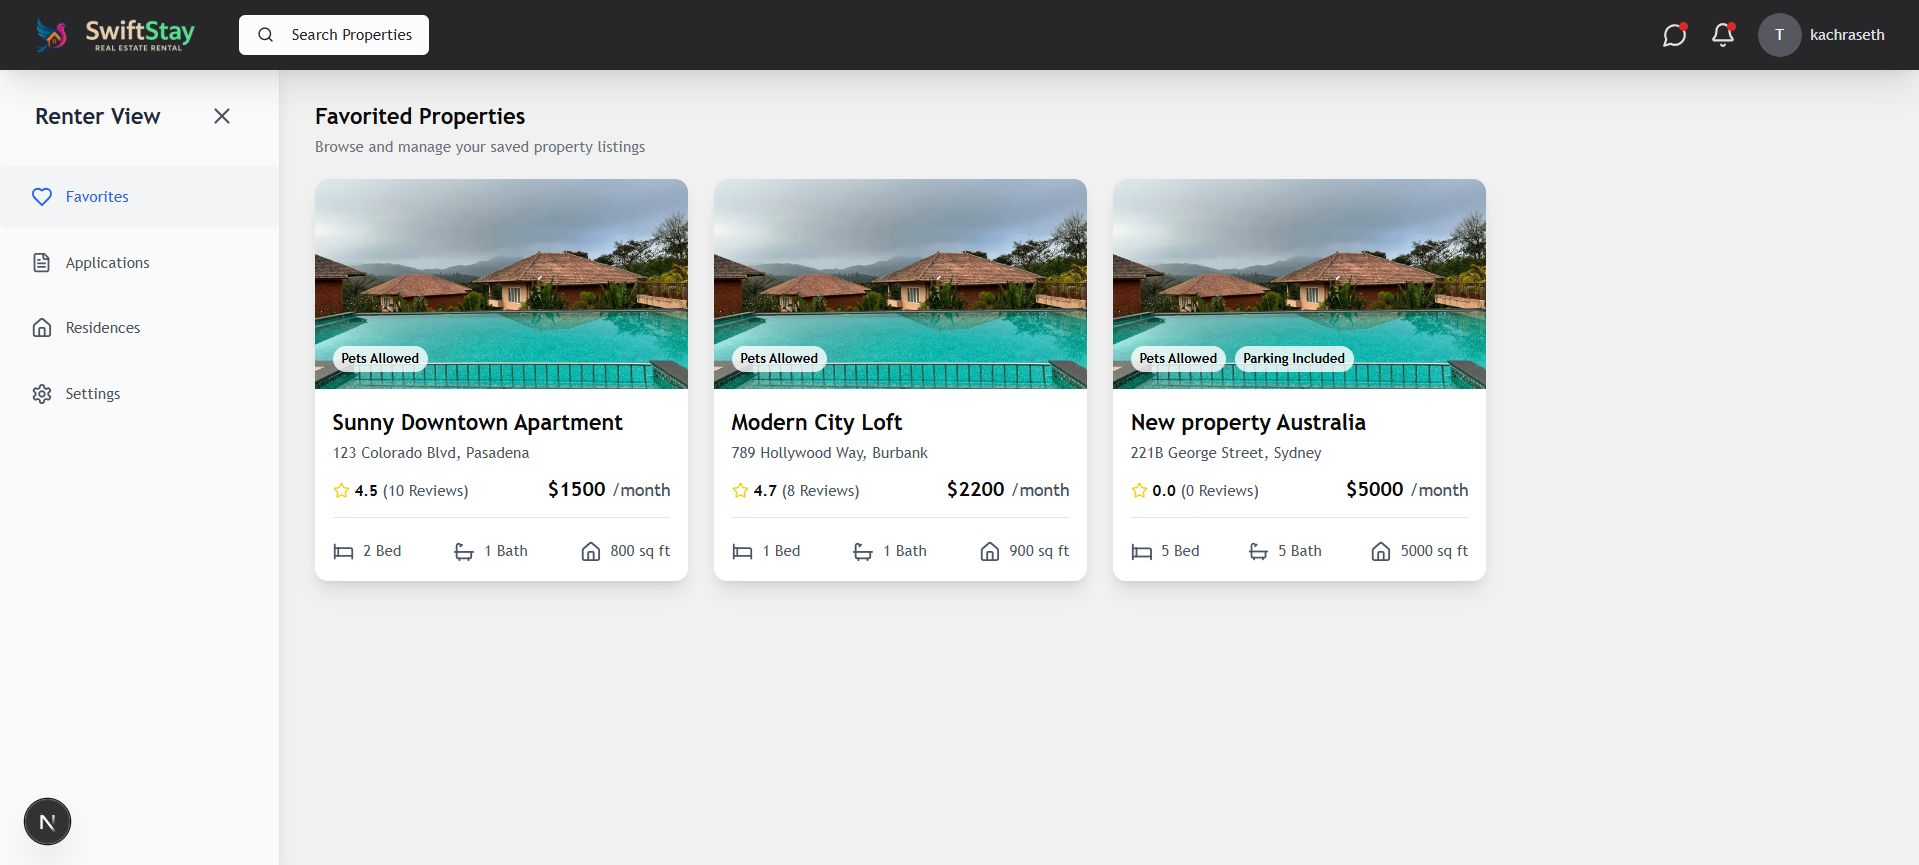 SwiftStay
REAL ESTATE RENTAL
Search Properties
T
kachraseth
Renter View
Favorites
Applications
Residences
Settings
N
Favorited Properties
Browse and manage your saved property listings
Pets Allowed
Sunny Downtown Apartment
123 Colorado Blvd, Pasadena
4.5 (10 Reviews) $1500 /month
2 Bed 1 Bath 800 sq ft
Pets Allowed
Modern City Loft
789 Hollywood Way, Burbank
4.7 (8 Reviews) $2200 /month
1 Bed 1 Bath 900 sq ft
Pets Allowed Parking Included
New property Australia
221B George Street, Sydney
0.0 (0 Reviews) $5000 /month
5 Bed 5 Bath 5000 sq ft